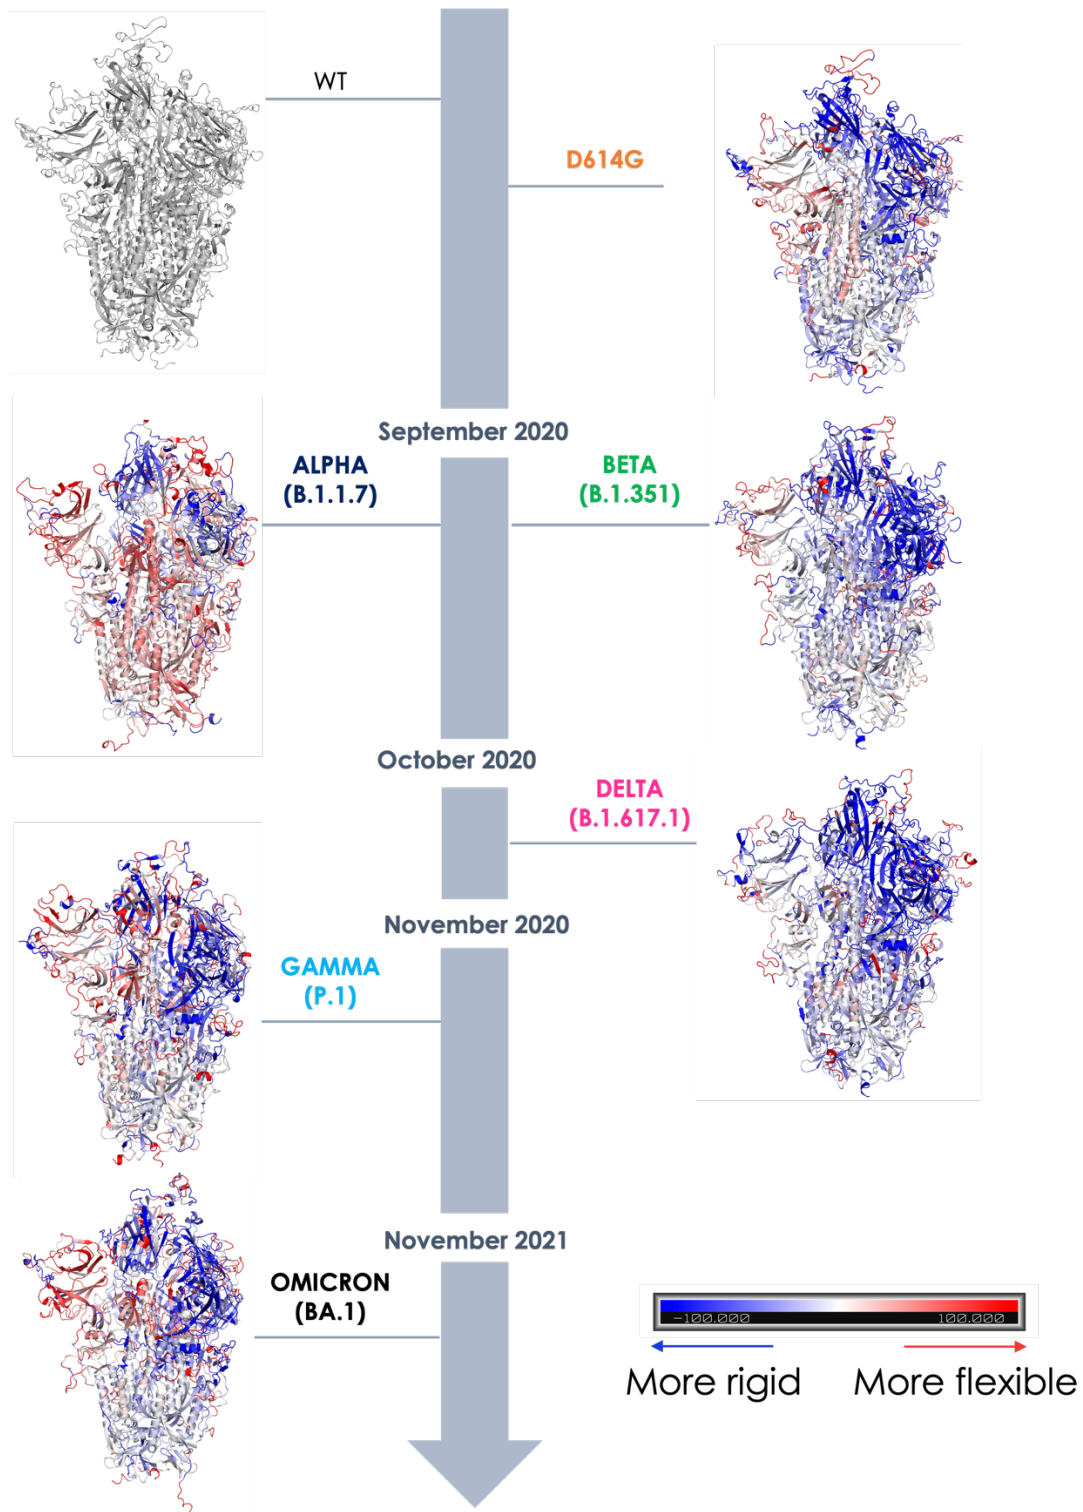 WT
D614G
September 2020
ALPHA
(B.1.1.7)
BETA
(B.1.351)
October 2020
DELTA
(B.1.617.1)
November 2020
GAMMA
(P.1)
November 2021
OMICRON
(BA.1)
-100.000 100.000
More rigid More flexible